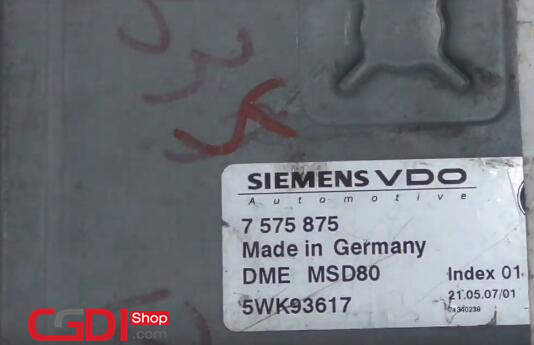 SIEMENS VDO
Automotive
7 575 875
Made in Germany
DME MSD80 Index 01
5WK93617 21.05.07/01
CGDI Shop
.com